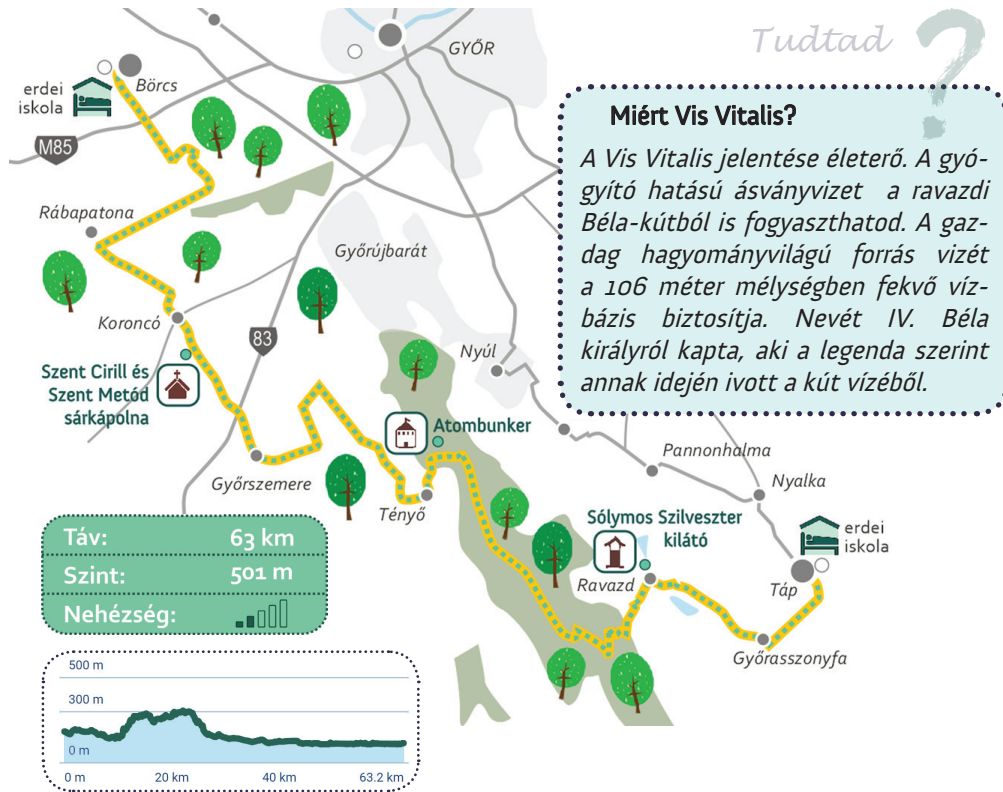 Tudtad
?
GYŐR
Börcs
erdei
iskola
M85
Miért Vis Vitalis?
A Vis Vitalis jelentése életerő. A gyó-
gyító hatású ásványvizet a ravazdi
Béla-kútból is fogyaszthatod. A gaz-
dag hagyományvilágú forrás vizét
a 106 méter mélységben fekvő víz-
bázis biztosítja. Nevét IV. Béla
királyról kapta, aki a legenda szerint
annak idején ivott a kút vízéből.
Rábapatona
Győrújbarát
Koroncó
83
Nyúl
Szent Cirill és
Szent Metód
sárkápolna
Atombunker
Pannonhalma
Győrszemere
Nyalka
Tényő
Sólymos Szilveszter
kilátó
erdei
iskola
Ravazd
Táp
Győrasszonyfa
Táv: 63 km
Szint: 501 m
Nehézség:
500 m
300 m
0 m
0 m 20 km 40 km 63.2 km